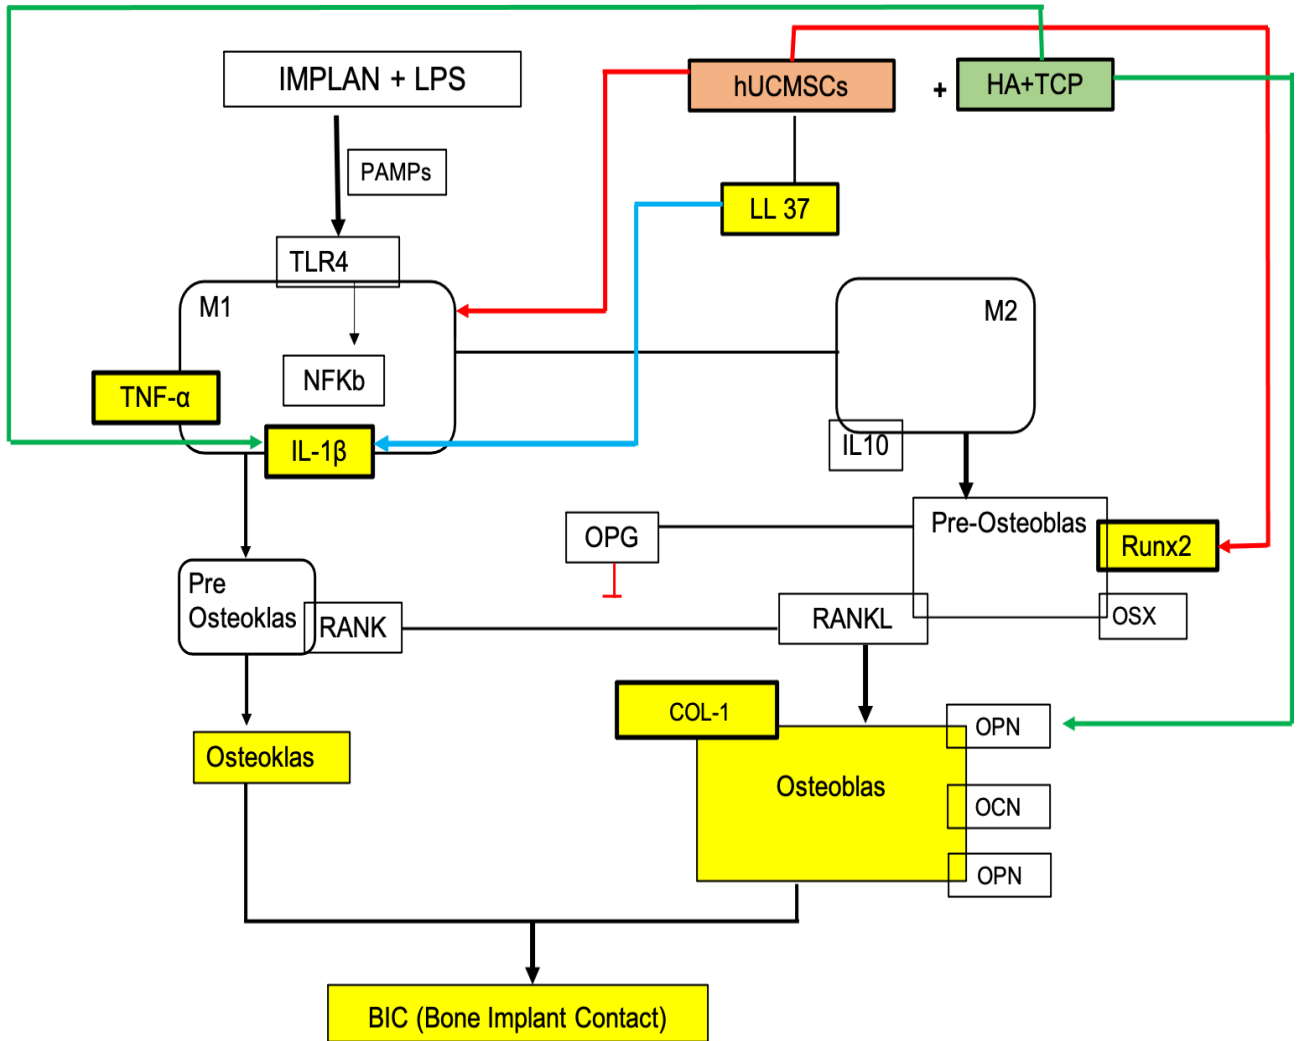 IMPLAN + LPS
hUCMSCs
+
HA+TCP
PAMPs
LL 37
TLR4
M1
M2
NFKb
TNF-α
IL-1β
IL10
Pre-Osteoblas
OPG
Runx2
Pre
Osteoklas
RANK
RANKL
OSX
COL-1
OPN
Osteoklas
Osteoblas
OCN
OPN
BIC (Bone Implant Contact)